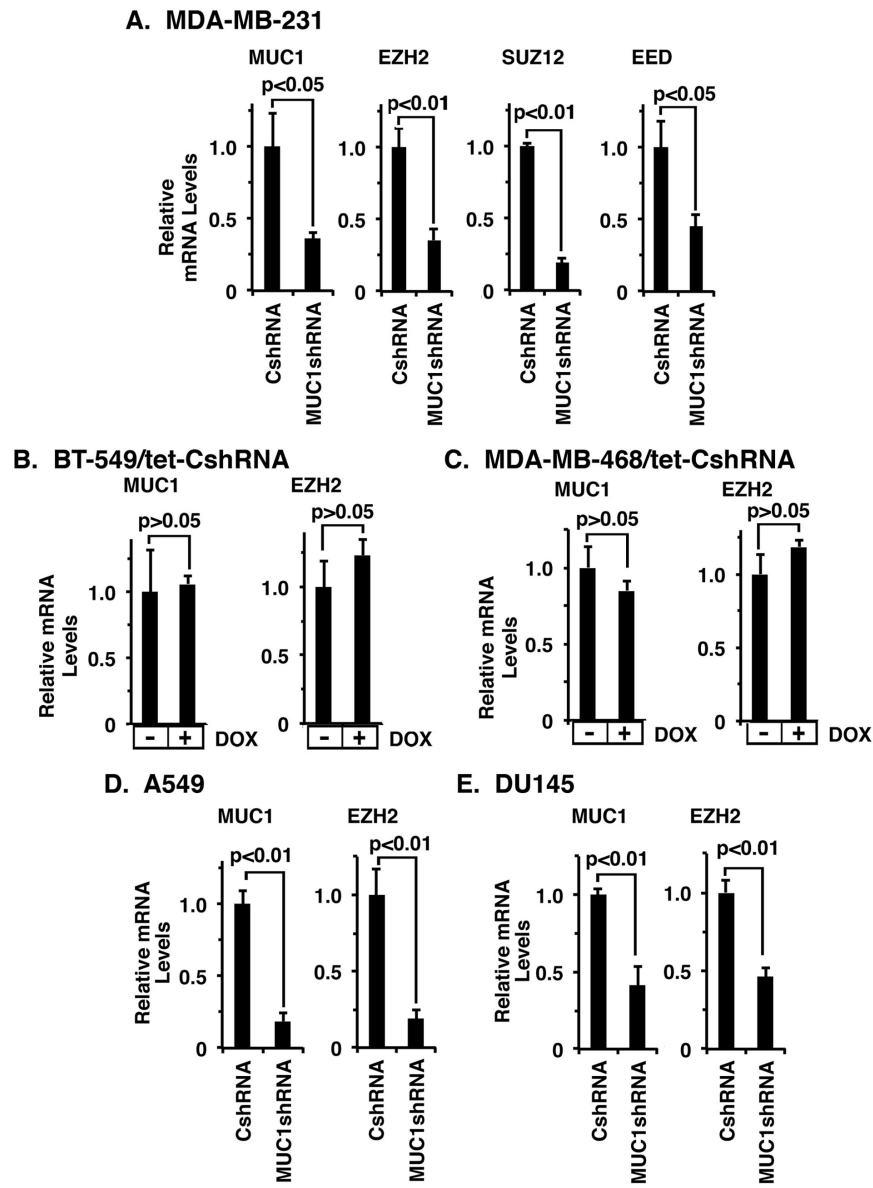 A. MDA-MB-231
MUC1 EZH2 SUZ12 EED
p<0.05 p<0.01 p<0.01 p<0.05
Relative
mRNA Levels
1.0 1.0 1.0 1.0
0.5 0.5 0.5 0.5
0 0 0 0
CshRNA MUC1shRNA CshRNA MUC1shRNA CshRNA MUC1shRNA CshRNA MUC1shRNA
B. BT-549/tet-CshRNA
MUC1 EZH2
p>0.05 p>0.05
Relative mRNA
Levels
1.0 1.0
0.5 0.5
0 0
- + DOX - + DOX
C. MDA-MB-468/tet-CshRNA
MUC1 EZH2
p>0.05 p>0.05
Relative mRNA
Levels
1.0 1.0
0.5 0.5
0 0
- + DOX - + DOX
D. A549
MUC1 EZH2
p<0.01 p<0.01
Relative mRNA
Levels
1.0 1.0
0.5 0.5
0 0
CshRNA MUC1shRNA CshRNA MUC1shRNA
E. DU145
MUC1 EZH2
p<0.01 p<0.01
Relative mRNA
Levels
1.0 1.0
0.5 0.5
0 0
CshRNA MUC1shRNA CshRNA MUC1shRNA